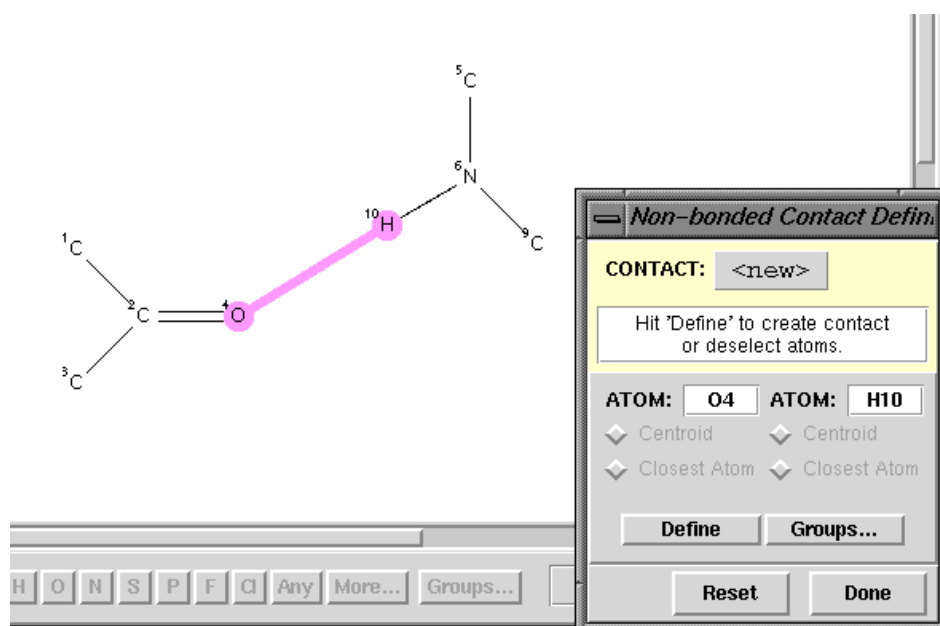 ⁵C
⁶N
¹⁰H
⁹C
¹C
²C
⁴O
³C
Non-bonded Contact Defin
CONTACT: <new>
Hit 'Define' to create contact
or deselect atoms.
ATOM: O4 ATOM: H10
Centroid Centroid
Closest Atom Closest Atom
Define Groups...
H O N S P F Cl Any More... Groups...
Reset Done